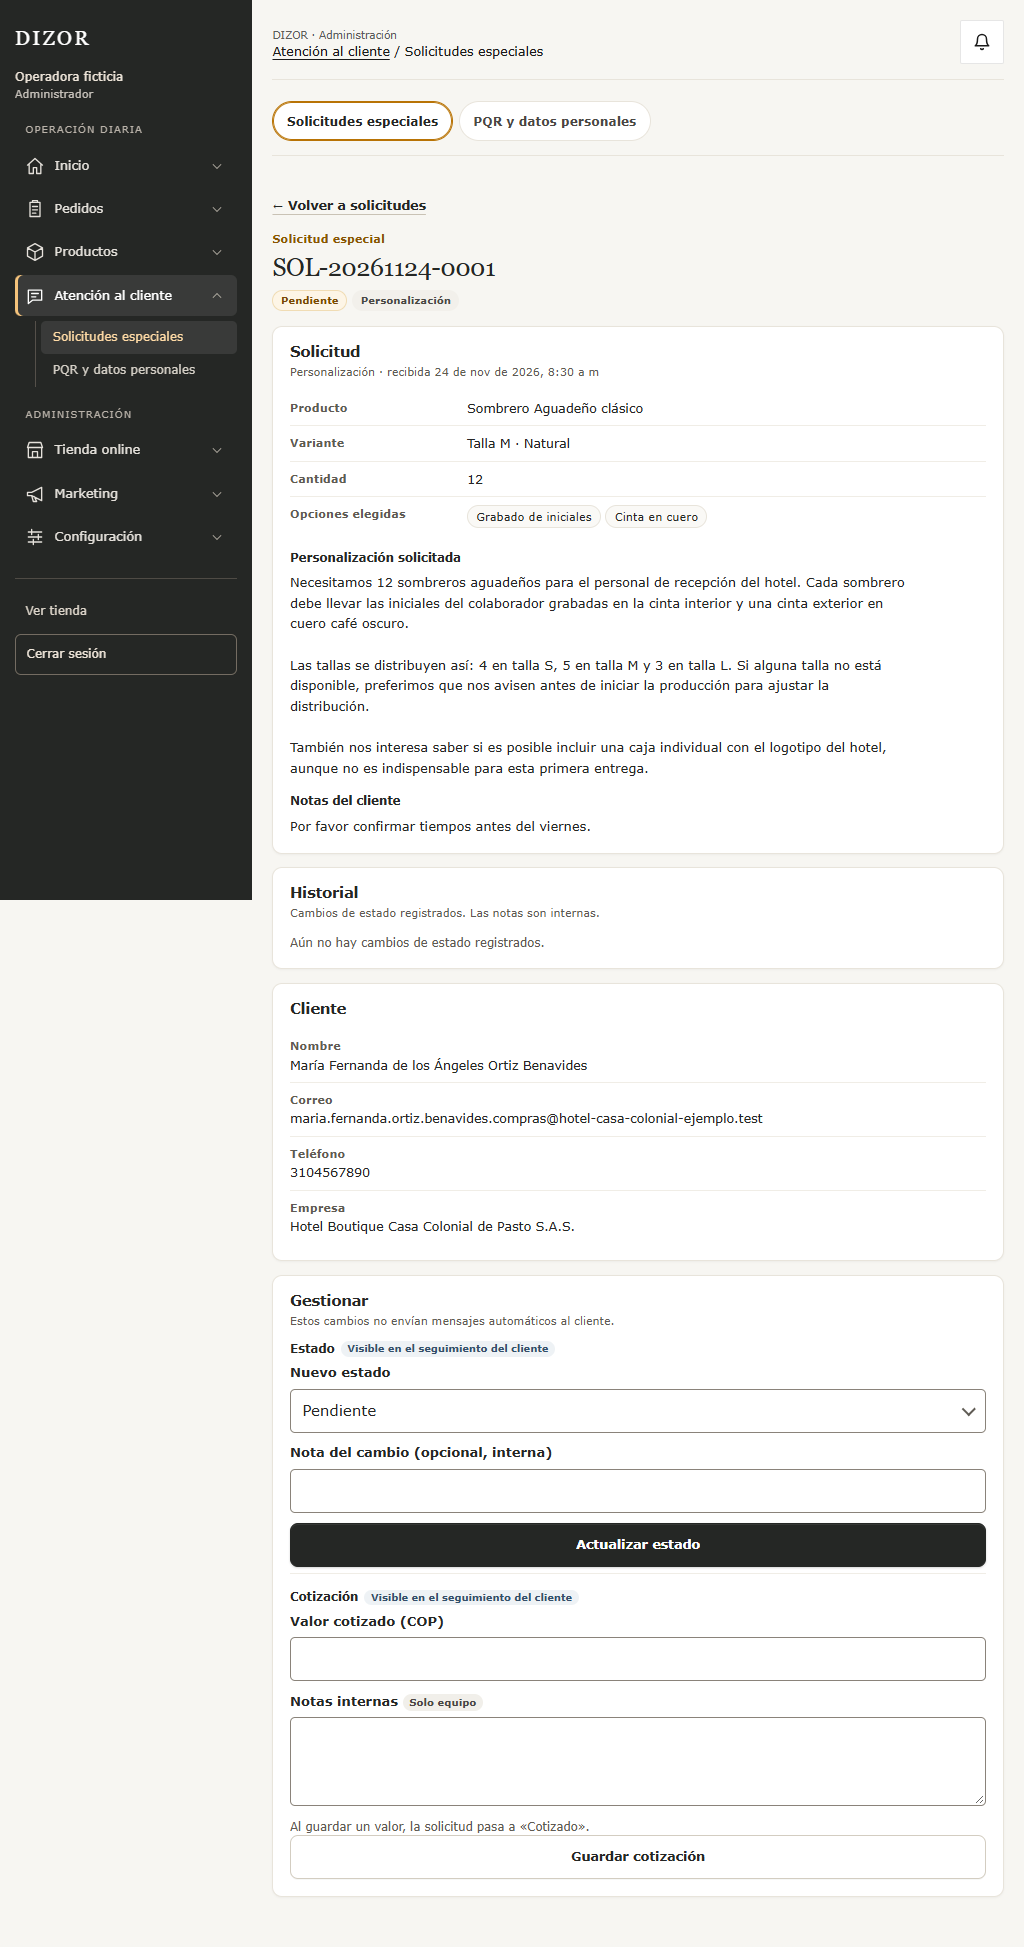 DIZOR
Operadora ficticia
Administrador
OPERACIÓN DIARIA
Inicio
Pedidos
Productos
Atención al cliente
Solicitudes especiales
PQR y datos personales
ADMINISTRACIÓN
Tienda online
Marketing
Configuración
Ver tienda
Cerrar sesión
DIZOR · Administración
Atención al cliente / Solicitudes especiales
Solicitudes especiales
PQR y datos personales
← Volver a solicitudes
Solicitud especial
SOL-20261124-0001
Pendiente
Personalización
Solicitud
Personalización · recibida 24 de nov de 2026, 8:30 a m
Producto Sombrero Aguadeño clásico
Variante Talla M · Natural
Cantidad 12
Opciones elegidas Grabado de iniciales Cinta en cuero
Personalización solicitada
Necesitamos 12 sombreros aguadeños para el personal de recepción del hotel. Cada sombrero
debe llevar las iniciales del colaborador grabadas en la cinta interior y una cinta exterior en
cuero café oscuro.
Las tallas se distribuyen así: 4 en talla S, 5 en talla M y 3 en talla L. Si alguna talla no está
disponible, preferimos que nos avisen antes de iniciar la producción para ajustar la
distribución.
También nos interesa saber si es posible incluir una caja individual con el logotipo del hotel,
aunque no es indispensable para esta primera entrega.
Notas del cliente
Por favor confirmar tiempos antes del viernes.
Historial
Cambios de estado registrados. Las notas son internas.
Aún no hay cambios de estado registrados.
Cliente
Nombre
María Fernanda de los Ángeles Ortiz Benavides
Correo
maria.fernanda.ortiz.benavides.compras@hotel-casa-colonial-ejemplo.test
Teléfono
3104567890
Empresa
Hotel Boutique Casa Colonial de Pasto S.A.S.
Gestionar
Estos cambios no envían mensajes automáticos al cliente.
Estado Visible en el seguimiento del cliente
Nuevo estado
Pendiente
Nota del cambio (opcional, interna)
Actualizar estado
Cotización Visible en el seguimiento del cliente
Valor cotizado (COP)
Notas internas Solo equipo
Al guardar un valor, la solicitud pasa a «Cotizado».
Guardar cotización